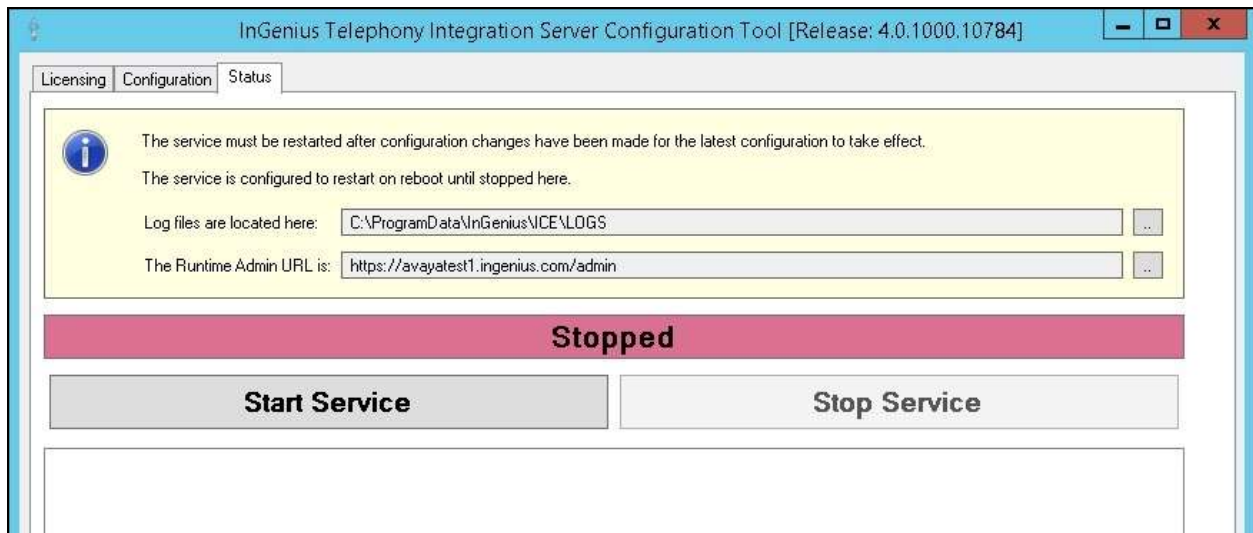 InGenius Telephony Integration Server Configuration Tool [Release: 4.0.1000.10784]
Licensing Configuration Status
The service must be restarted after configuration changes have been made for the latest configuration to take effect.
The service is configured to restart on reboot until stopped here.
Log files are located here: C:\ProgramData\InGenius\ICE\LOGS ..
The Runtime Admin URL is: https://avayatest1.ingenius.com/admin ..
Stopped
Start Service Stop Service